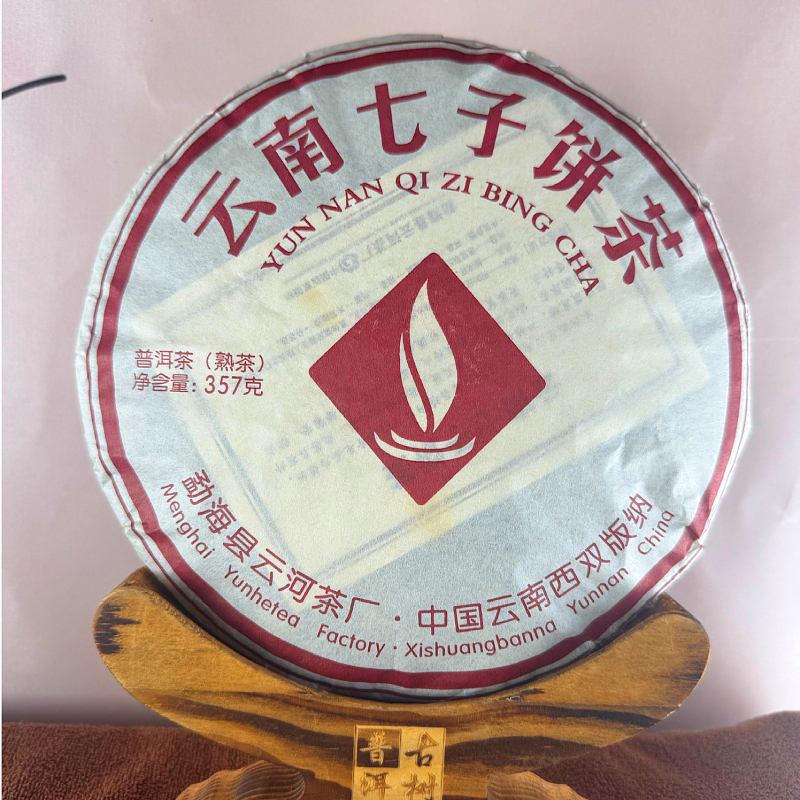 云南七子饼茶
YUN NAN QI ZI BING CHA
普洱茶（熟茶）
净含量: 357克
勐海县云河茶厂·中国云南西双版纳
Menghai Yunhetea Factory·Xishuangbanna Yunnan China
普洱
古树